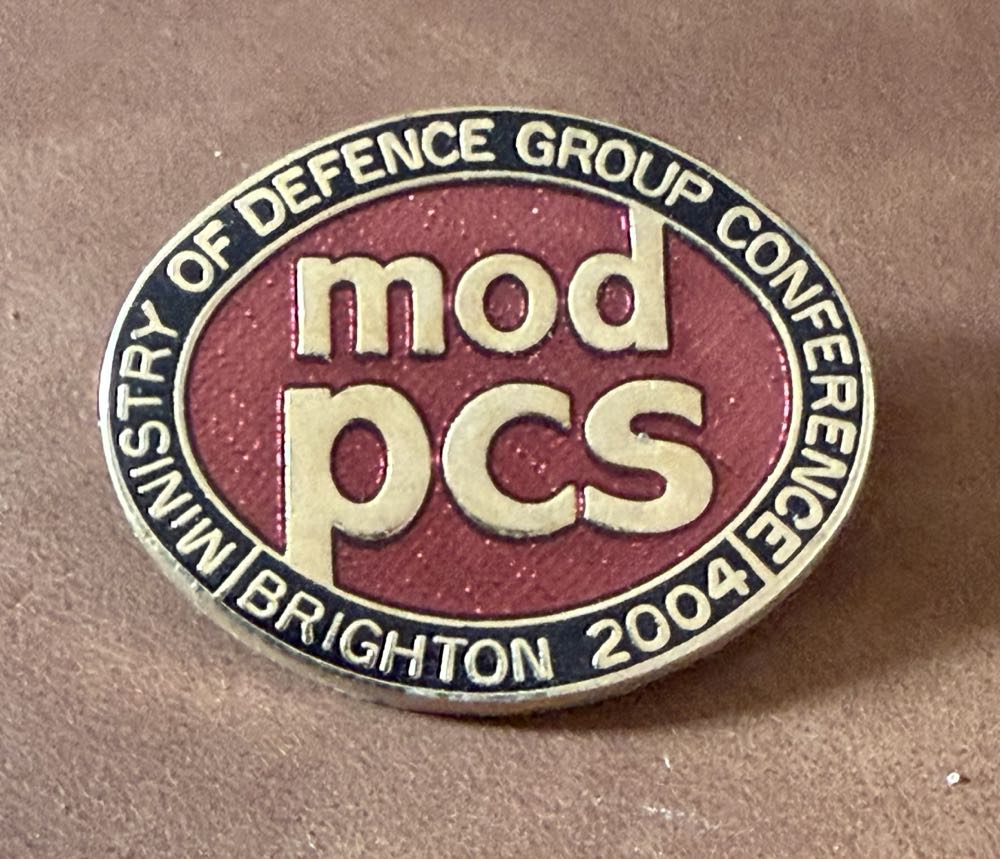 MINISTRY OF DEFENCE GROUP CONFERENCE
mod
pcs
BRIGHTON 2004